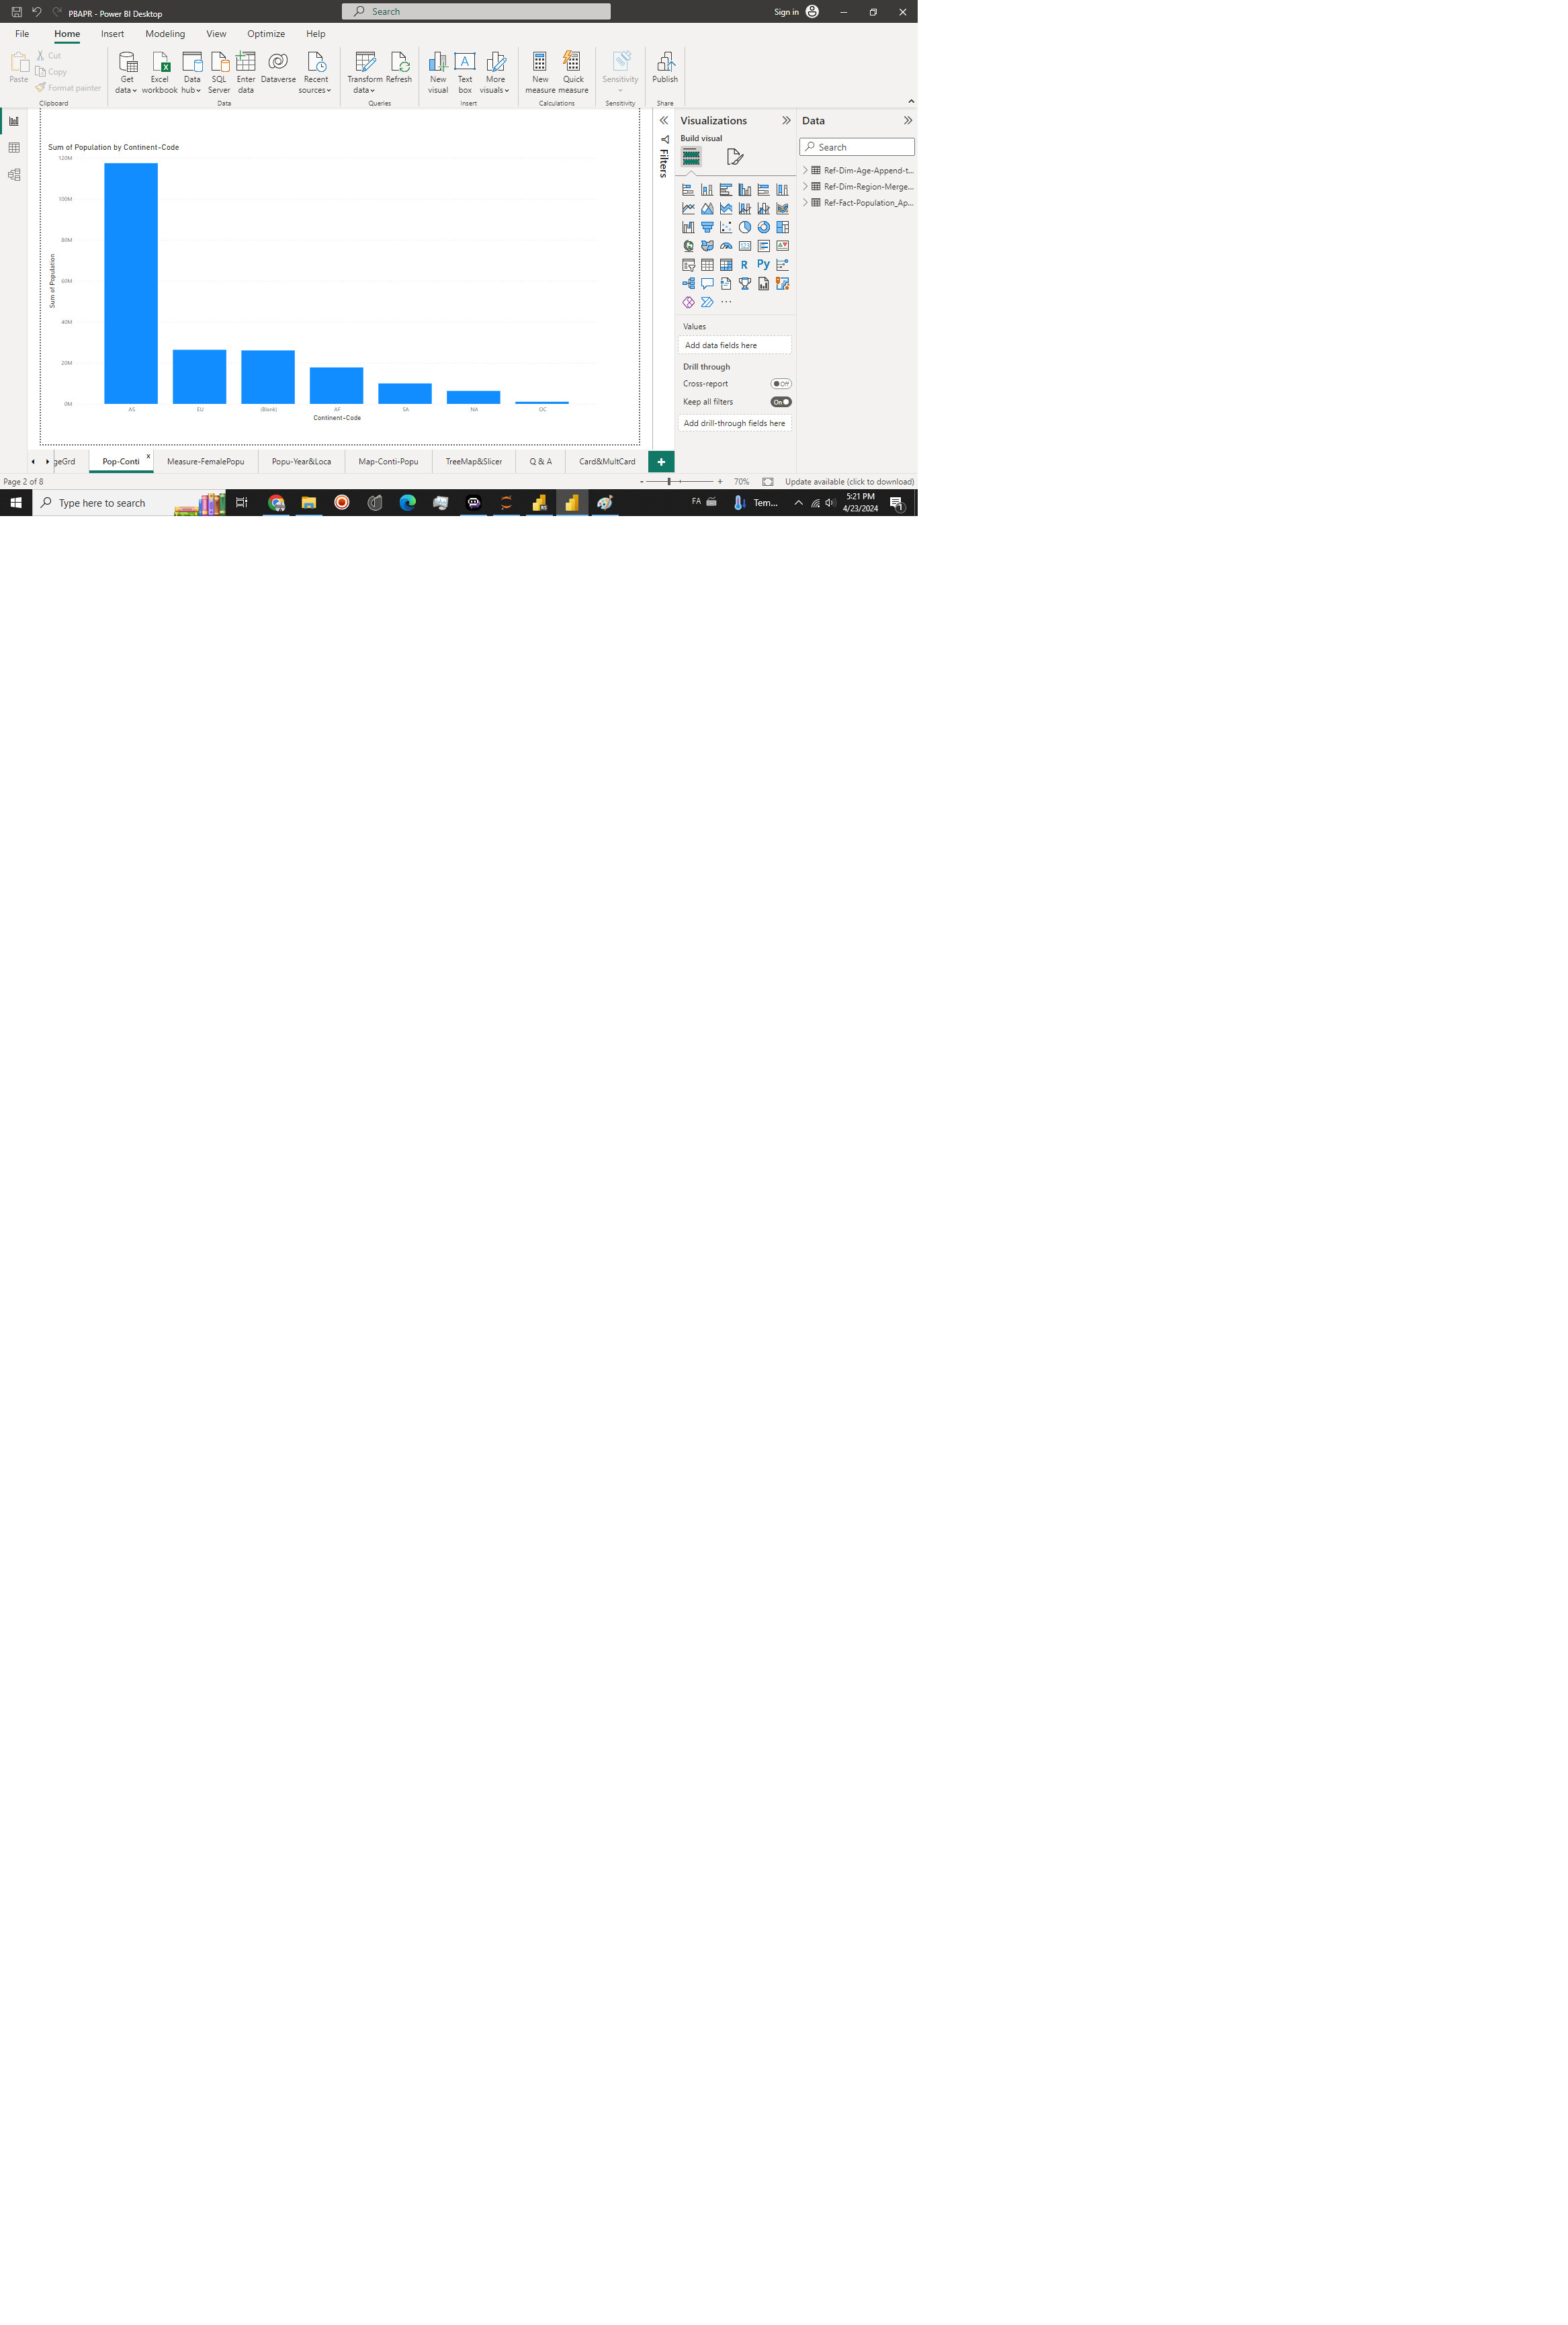 PBAPR - Power BI Desktop
Search
Sign in
File Home Insert Modeling View Optimize Help
Paste
Cut
Copy
Format painter
Clipboard
Get data
Excel workbook
Data hub
SQL Server
Enter data
Dataverse
Recent sources
Data
Transform data
Refresh
Queries
New visual
Text box
More visuals
Insert
New measure
Quick measure
Calculations
Sensitivity
Sensitivity
Publish
Share
Sum of Population by Continent-Code
120M
100M
80M
60M
40M
20M
0M
Sum of Population
AS EU (Blank) AF SA NA OC
Continent-Code
Filters
Visualizations
Build visual
R Py
Values
Add data fields here
Drill through
Cross-report Off
Keep all filters On
Add drill-through fields here
Data
Search
Ref-Dim-Age-Append-t...
Ref-Dim-Region-Merge...
Ref-Fact-Population_Ap...
geGrd Pop-Conti x Measure-FemalePopu Popu-Year&Loca Map-Conti-Popu TreeMap&Slicer Q & A Card&MultCard +
Page 2 of 8
- + 70% Update available (click to download)
Type here to search
FA
Tem...
5:21 PM
4/23/2024
1